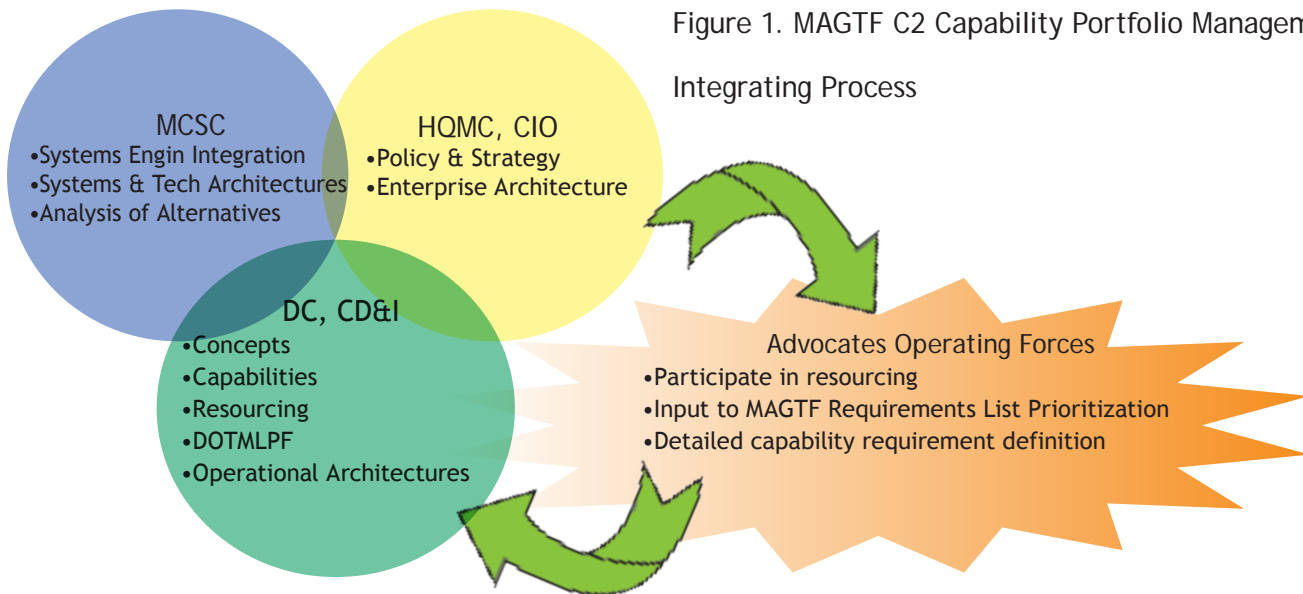 Figure 1. MAGTF C2 Capability Portfolio Managem
Integrating Process
MCSC
•Systems Engin Integration
•Systems & Tech Architectures
•Analysis of Alternatives
HQMC, CIO
•Policy & Strategy
•Enterprise Architecture
DC, CD&I
•Concepts
•Capabilities
•Resourcing
•DOTMLPF
•Operational Architectures
Advocates Operating Forces
•Participate in resourcing
•Input to MAGTF Requirements List Prioritization
•Detailed capability requirement definition